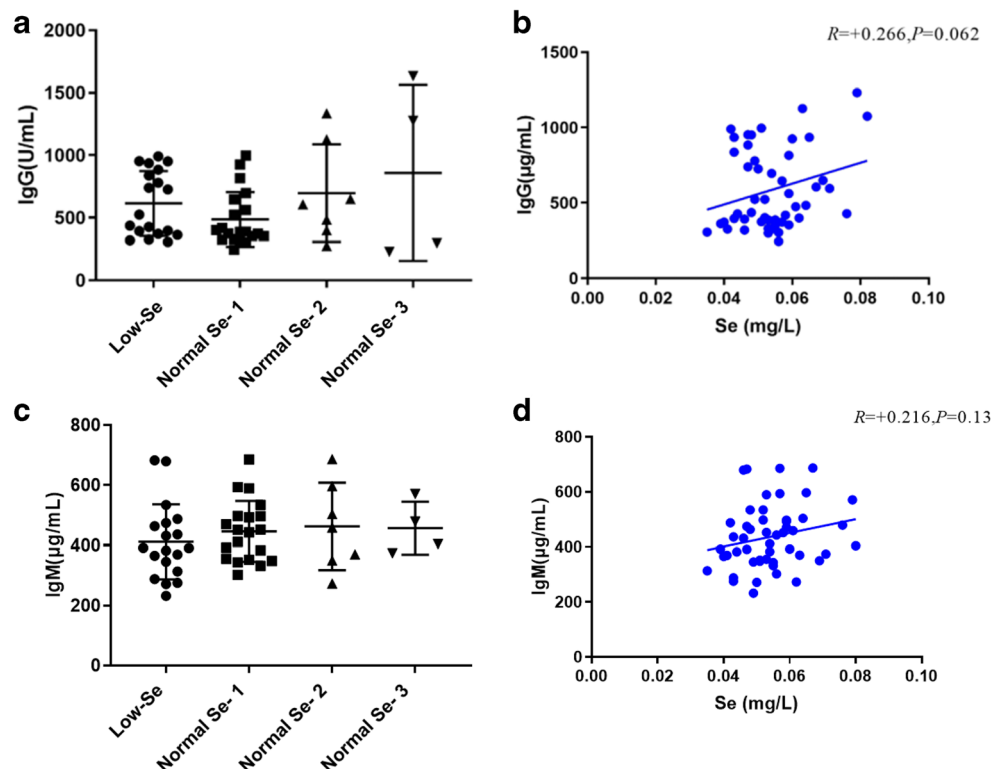 a
2000
1500
1000
500
0
IgG(U/mL)
Low-Se
Normal Se- 1
Normal Se- 2
Normal Se- 3
b
R=+0.266,P=0.062
1500
1000
500
0
IgG(μg/mL)
0.00 0.02 0.04 0.06 0.08 0.10
Se (mg/L)
c
800
600
400
200
0
IgM(μg/mL)
Low-Se
Normal Se- 1
Normal Se- 2
Normal Se- 3
d
R=+0.216,P=0.13
800
600
400
200
0
IgM(μg/mL)
0.00 0.02 0.04 0.06 0.08 0.10
Se (mg/L)